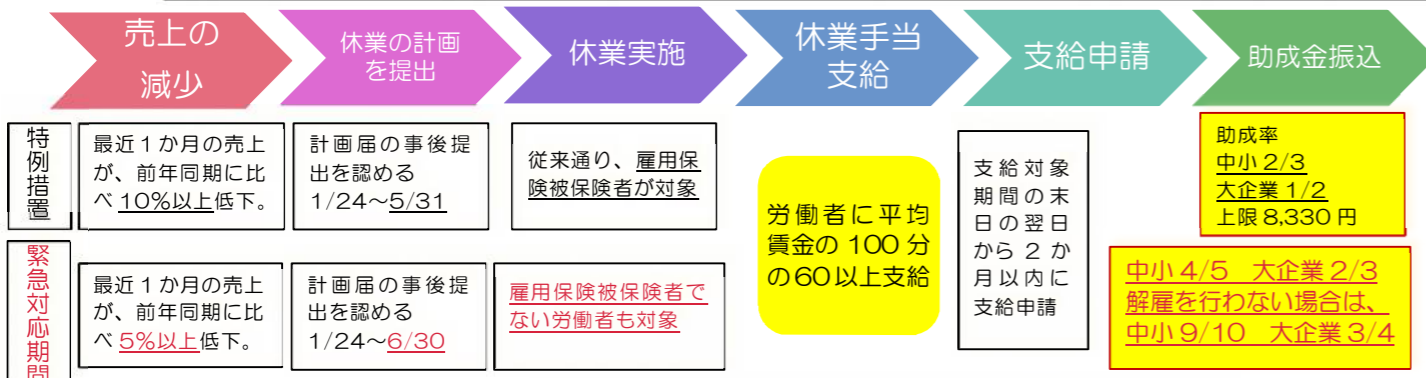 売上の
減少
休業の計画
を提出
休業実施
休業手当
支給
支給申請
助成金振込
特例措置
最近1か月の売上
が、前年同期に比
べ10%以上低下。
計画届の事後提
出を認める
1/24～5/31
従来通り、雇用保
険被保険者が対象
労働者に平均
賃金の100分
の60以上支給
支給対象
期間の末
日の翌日
から2か
月以内に
支給申請
助成率
中小2/3
大企業1/2
上限8,330円
緊急対応期間
最近1か月の売上
が、前年同期に比
べ5%以上低下。
計画届の事後提
出を認める
1/24～6/30
雇用保険被保険者で
ない労働者も対象
中小4/5　大企業2/3
解雇を行わない場合は、
中小9/10　大企業3/4